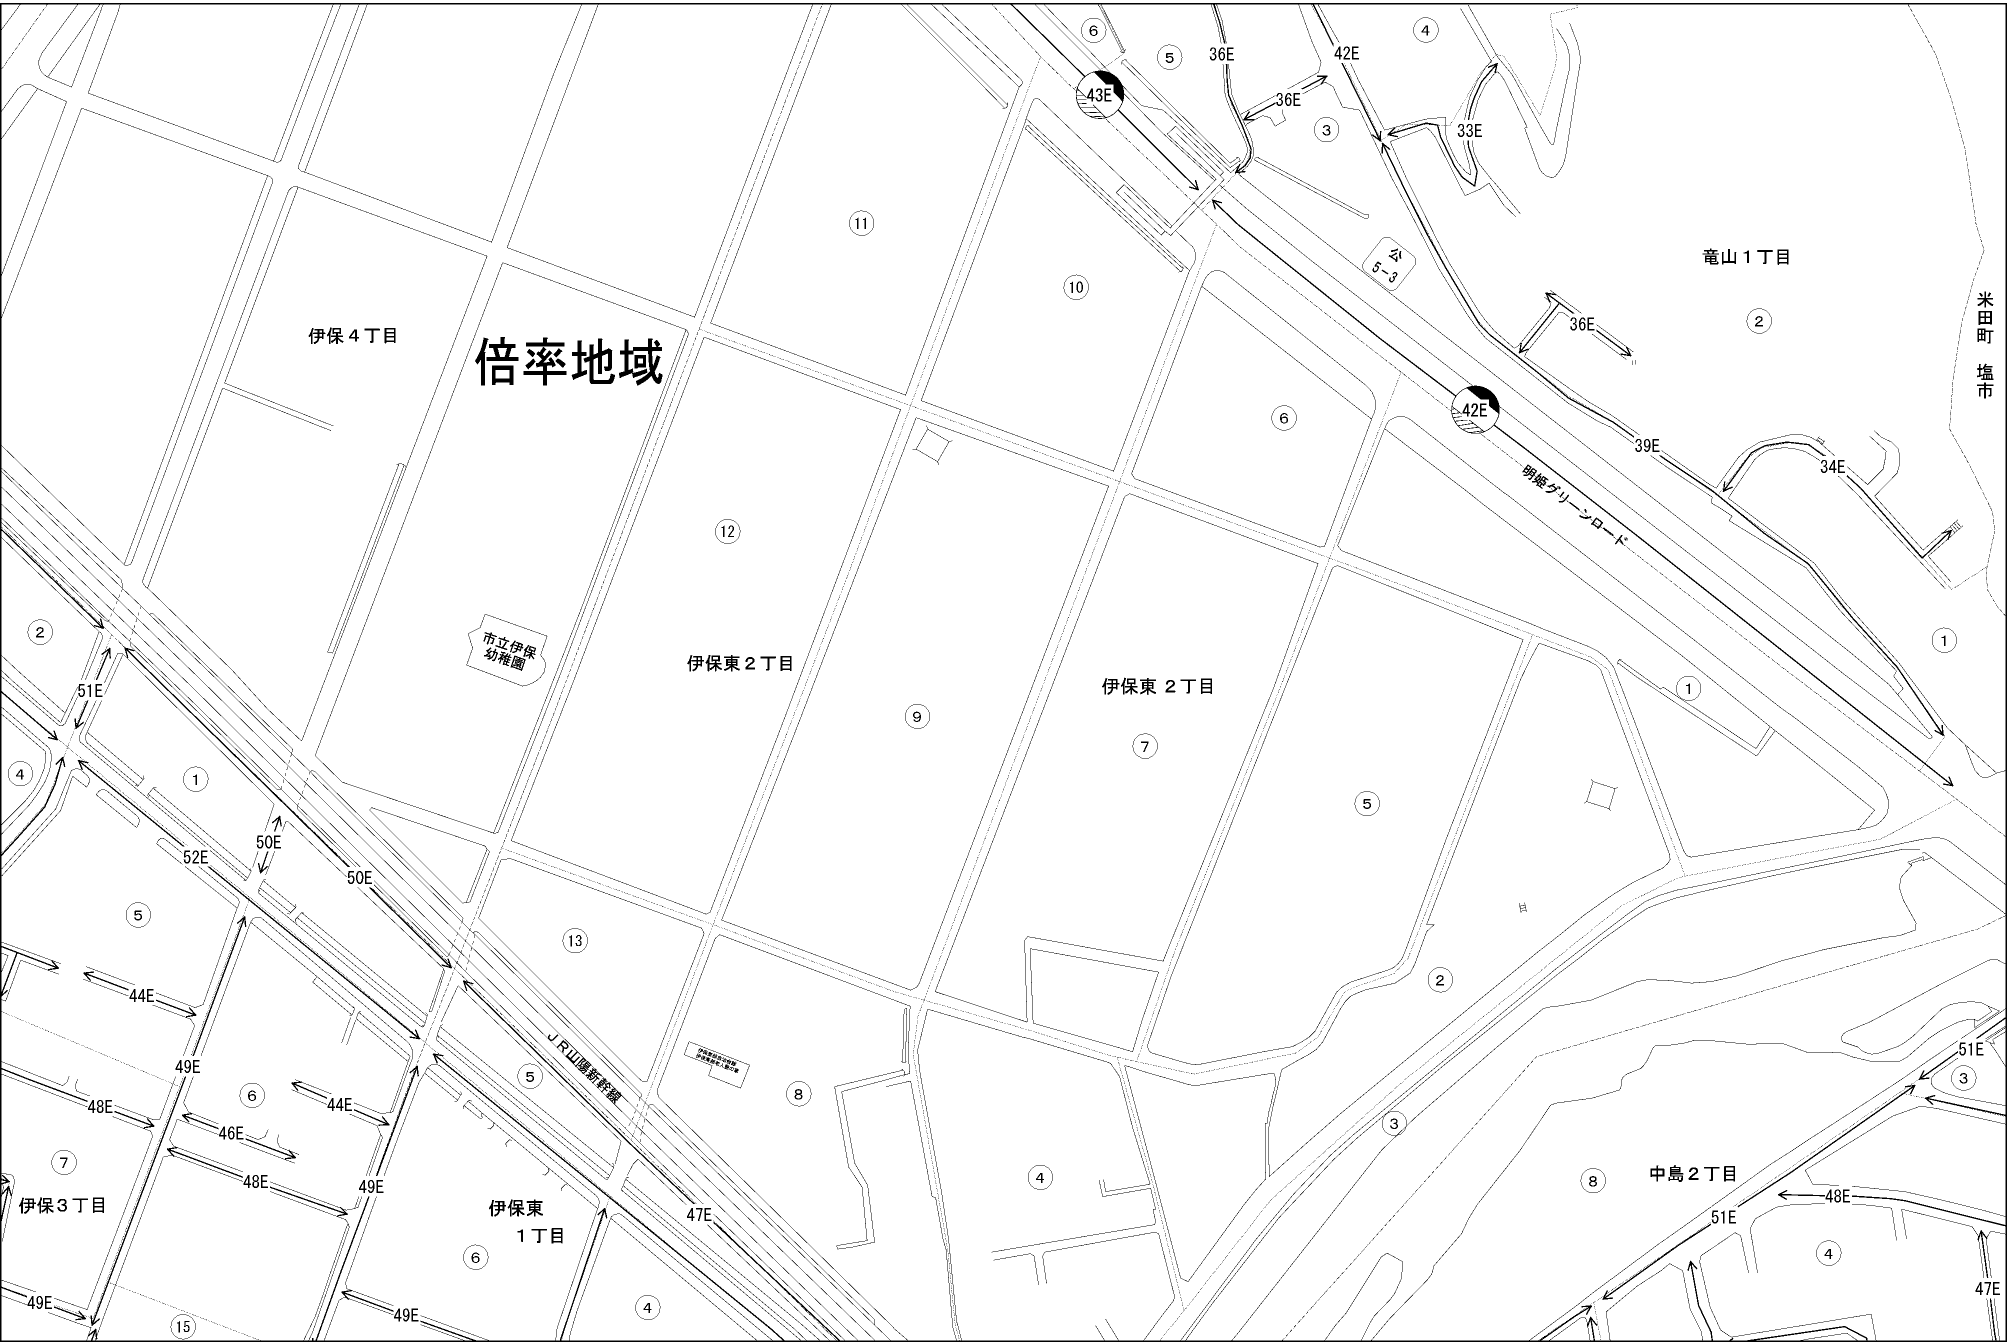 ⑥
④
⑤
36E
42E
43E
36E
③
33E
⑪
竜山1丁目
公
5-3
⑩
米田町 塩市
②
36E
伊保4丁目
倍率地域
42E
⑥
39E
34E
明姫グリーンロード
⑫
②
市立伊保
幼稚園
①
伊保東2丁目
伊保東 2丁目
51E
①
⑨
⑦
④
①
⑤
50E
52E
50E
⑤
⑬
②
44E
JR山陽新幹線
51E
49E
⑤
③
⑥
⑧
48E
44E
③
46E
⑦
④
中島2丁目
⑧
48E
49E
伊保3丁目
伊保東
1丁目
47E
48E
51E
⑥
④
47E
49E
49E
④
⑮